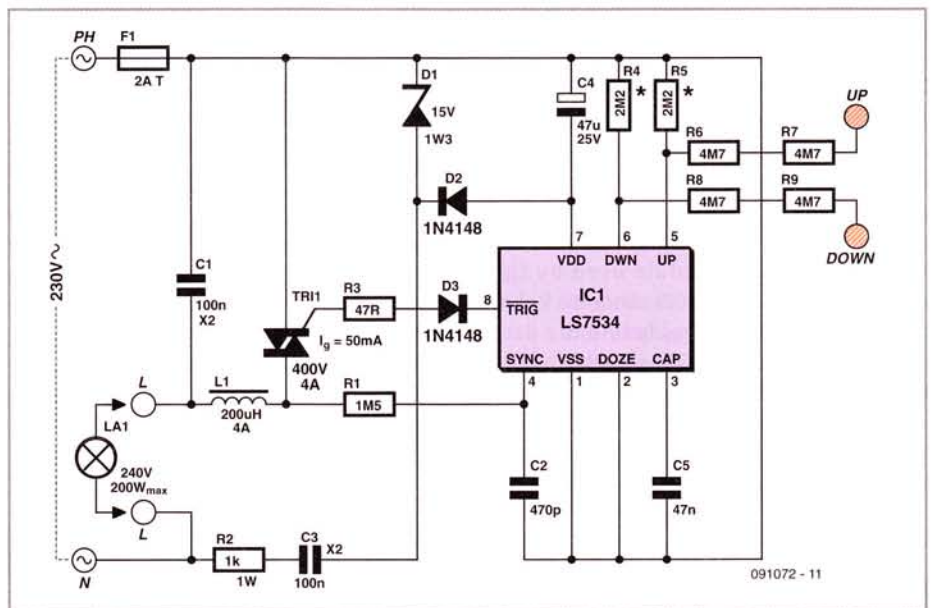 PH
F1
2A T
230V ~
C1
100n
X2
D1
15V
1W3
D2
1N4148
C4
47u
25V
R4
2M2
*
R5
2M2
*
UP
R6
4M7
R7
4M7
R8
4M7
R9
4M7
DOWN
TRI1
R3
47R
Ig = 50mA
400V
4A
D3
1N4148
7
6
5
VDD
DWN
UP
8
TRIG
IC1
LS7534
SYNC
VSS
DOZE
CAP
4
1
2
3
L
L1
200uH
4A
R1
1M5
LA1
240V
200Wmax
L
C2
470p
C5
47n
N
R2
1k
1W
C3
X2
100n
091072 - 11